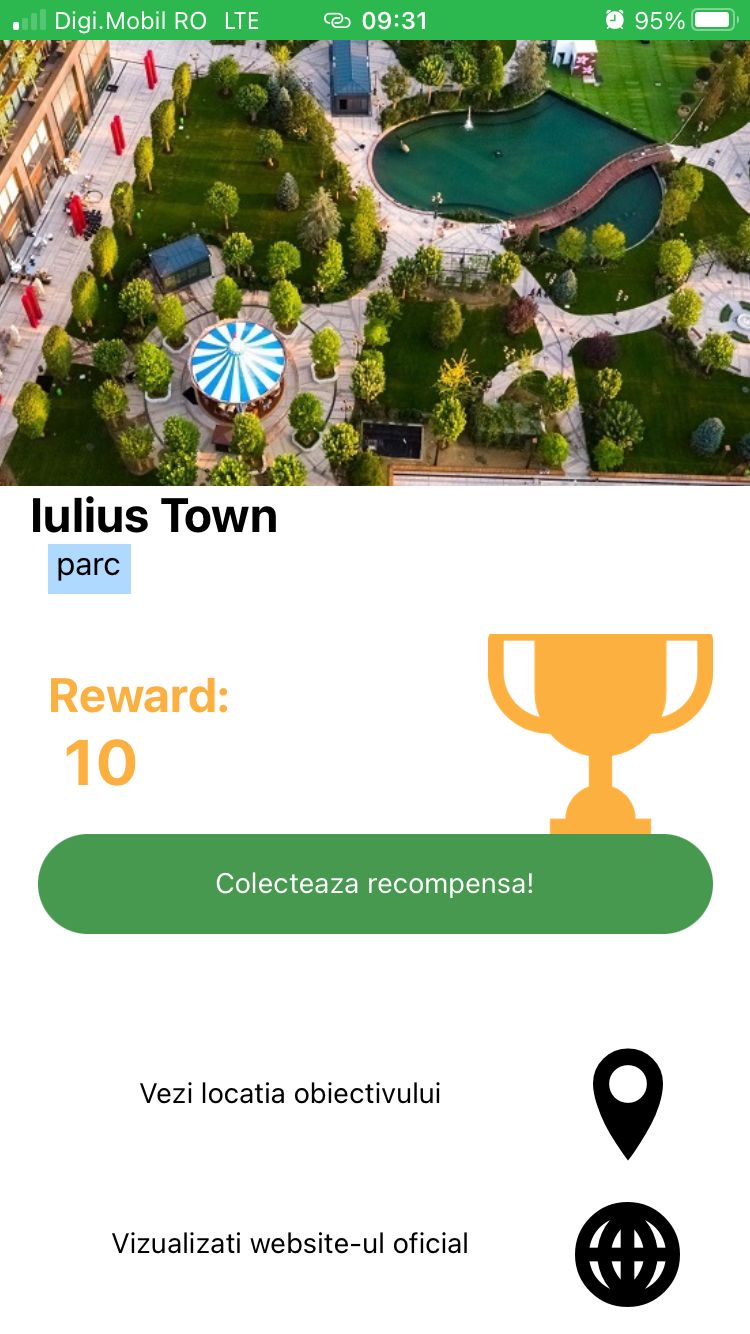 Digi.Mobil RO LTE 09:31 95%
Iulius Town
parc
Reward:
10
Colecteaza recompensa!
Vezi locatia obiectivului
Vizualizati website-ul oficial